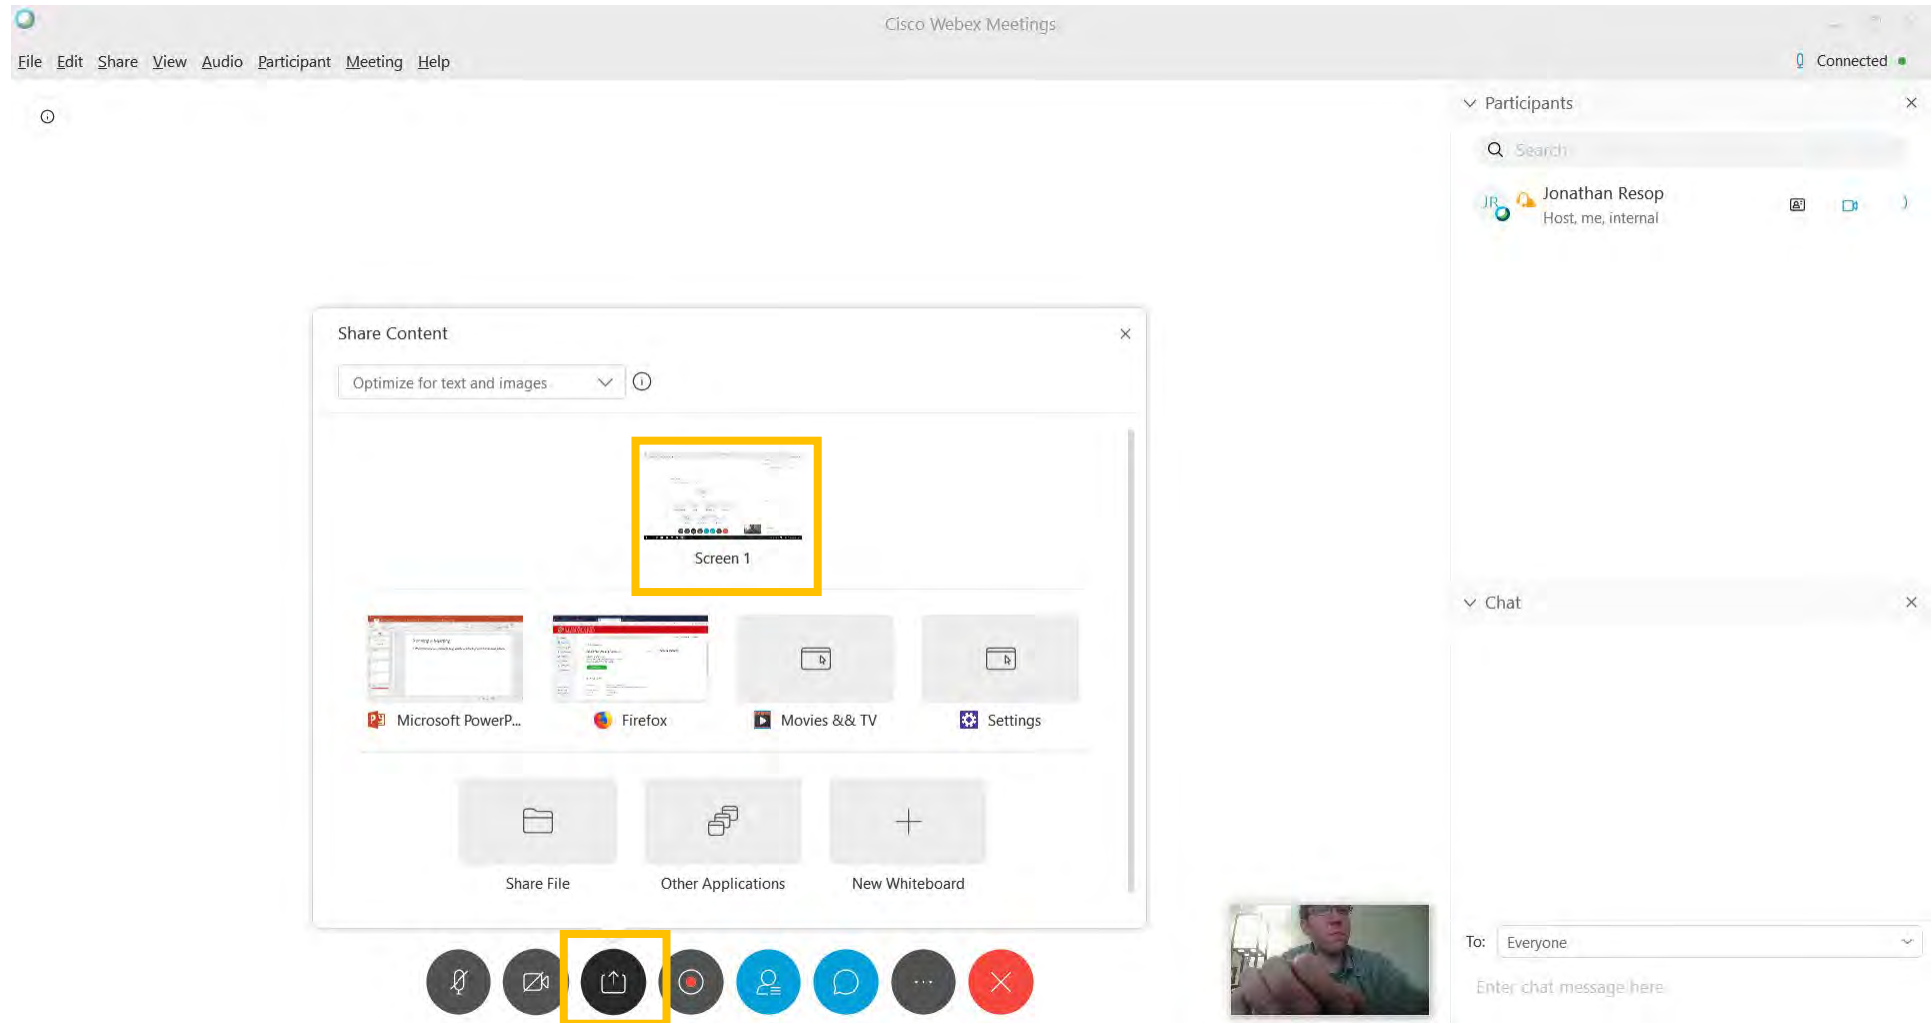 Cisco Webex Meetings
File Edit Share View Audio Participant Meeting Help
Connected
Participants
Search
JR
Jonathan Resop
Host, me, internal
Share Content
Optimize for text and images
Screen 1
Microsoft PowerP...
Firefox
Movies && TV
Settings
Share File
Other Applications
New Whiteboard
Chat
To: Everyone
Enter chat message here